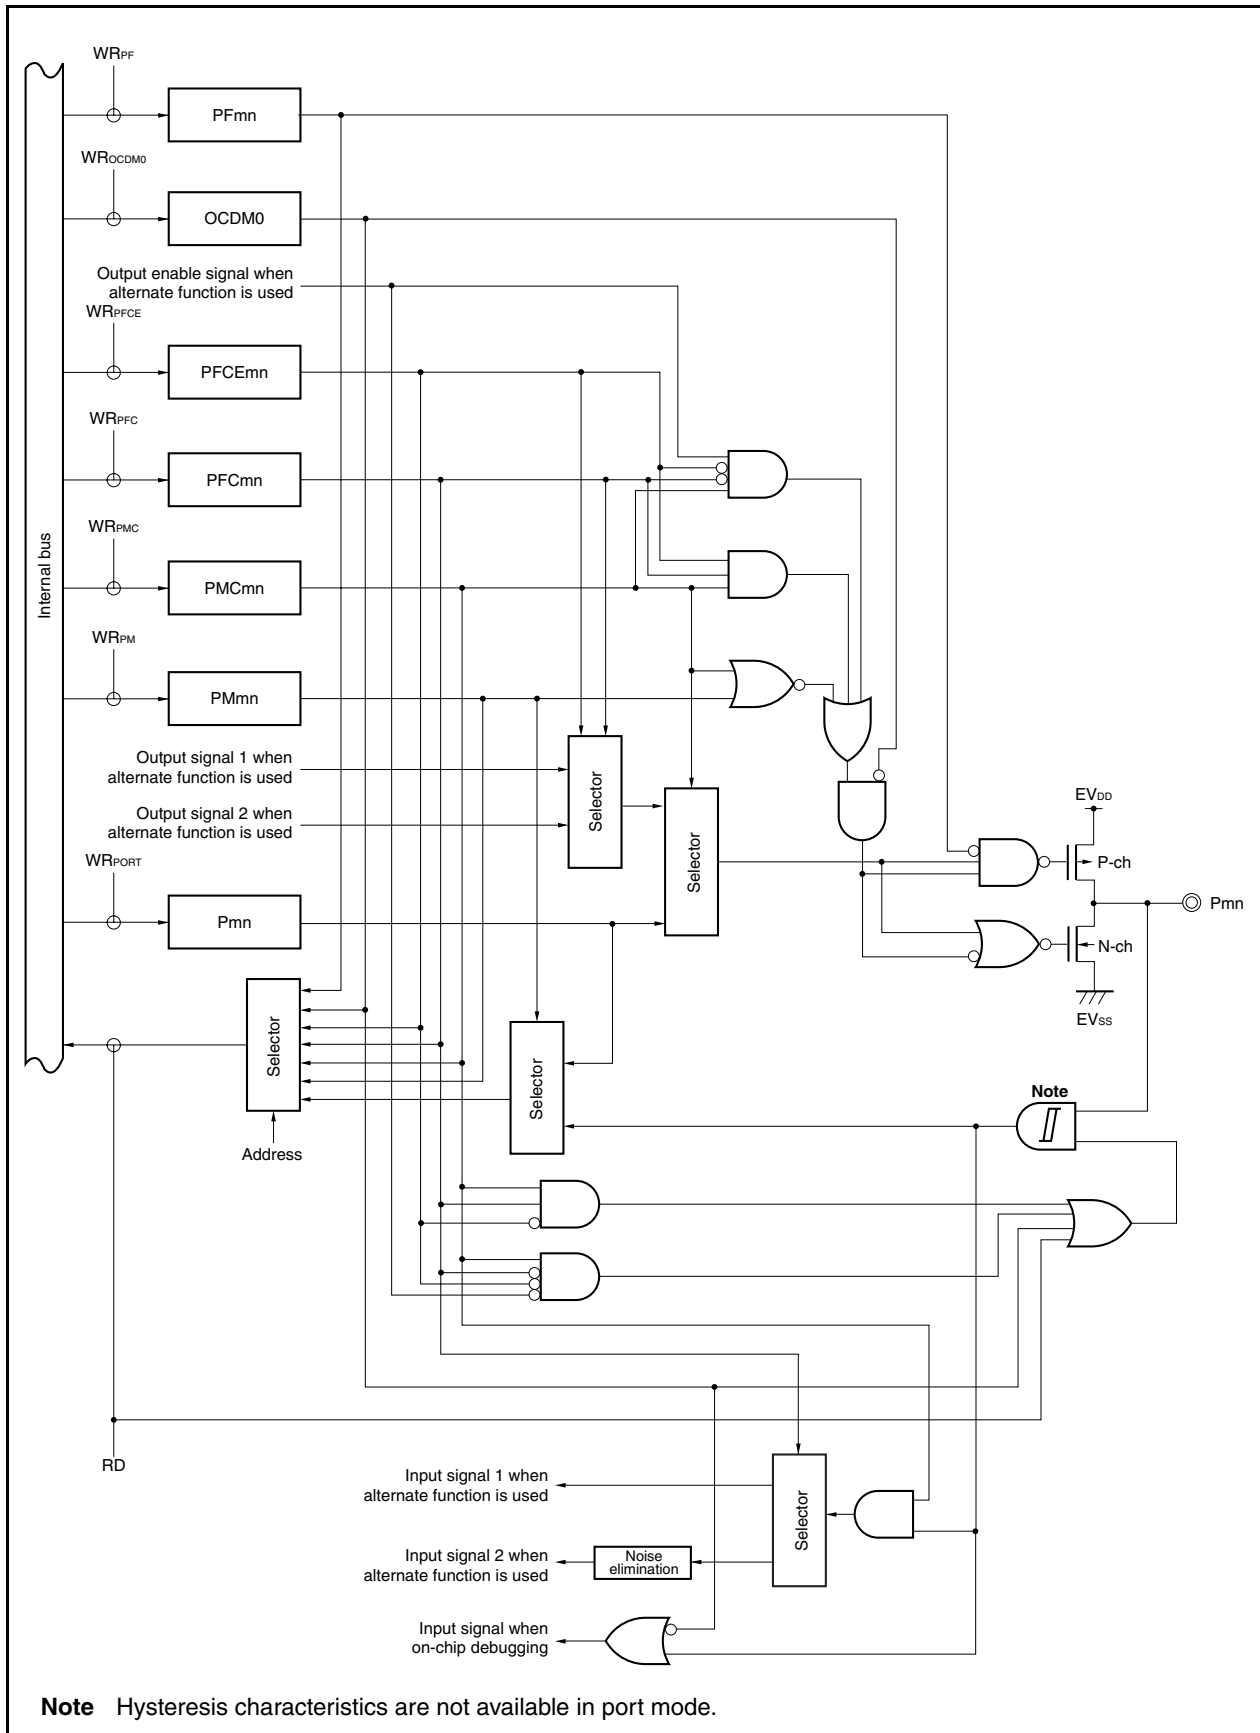 WRPF
PFmn
WROCDM0
OCDM0
Output enable signal when
alternate function is used
WRPFCE
PFCEmn
WRPFC
PFCmn
WRPMC
Internal bus
PMCmn
WRPM
PMmn
Output signal 1 when
alternate function is used
Selector
Output signal 2 when
alternate function is used
Selector
EVDD
P-ch
WRPORT
Pmn
Pmn
N-ch
EVSS
Selector
Selector
Address
Note
RD
Input signal 1 when
alternate function is used
Selector
Input signal 2 when
alternate function is used
Noise
elimination
Input signal when
on-chip debugging
Note Hysteresis characteristics are not available in port mode.